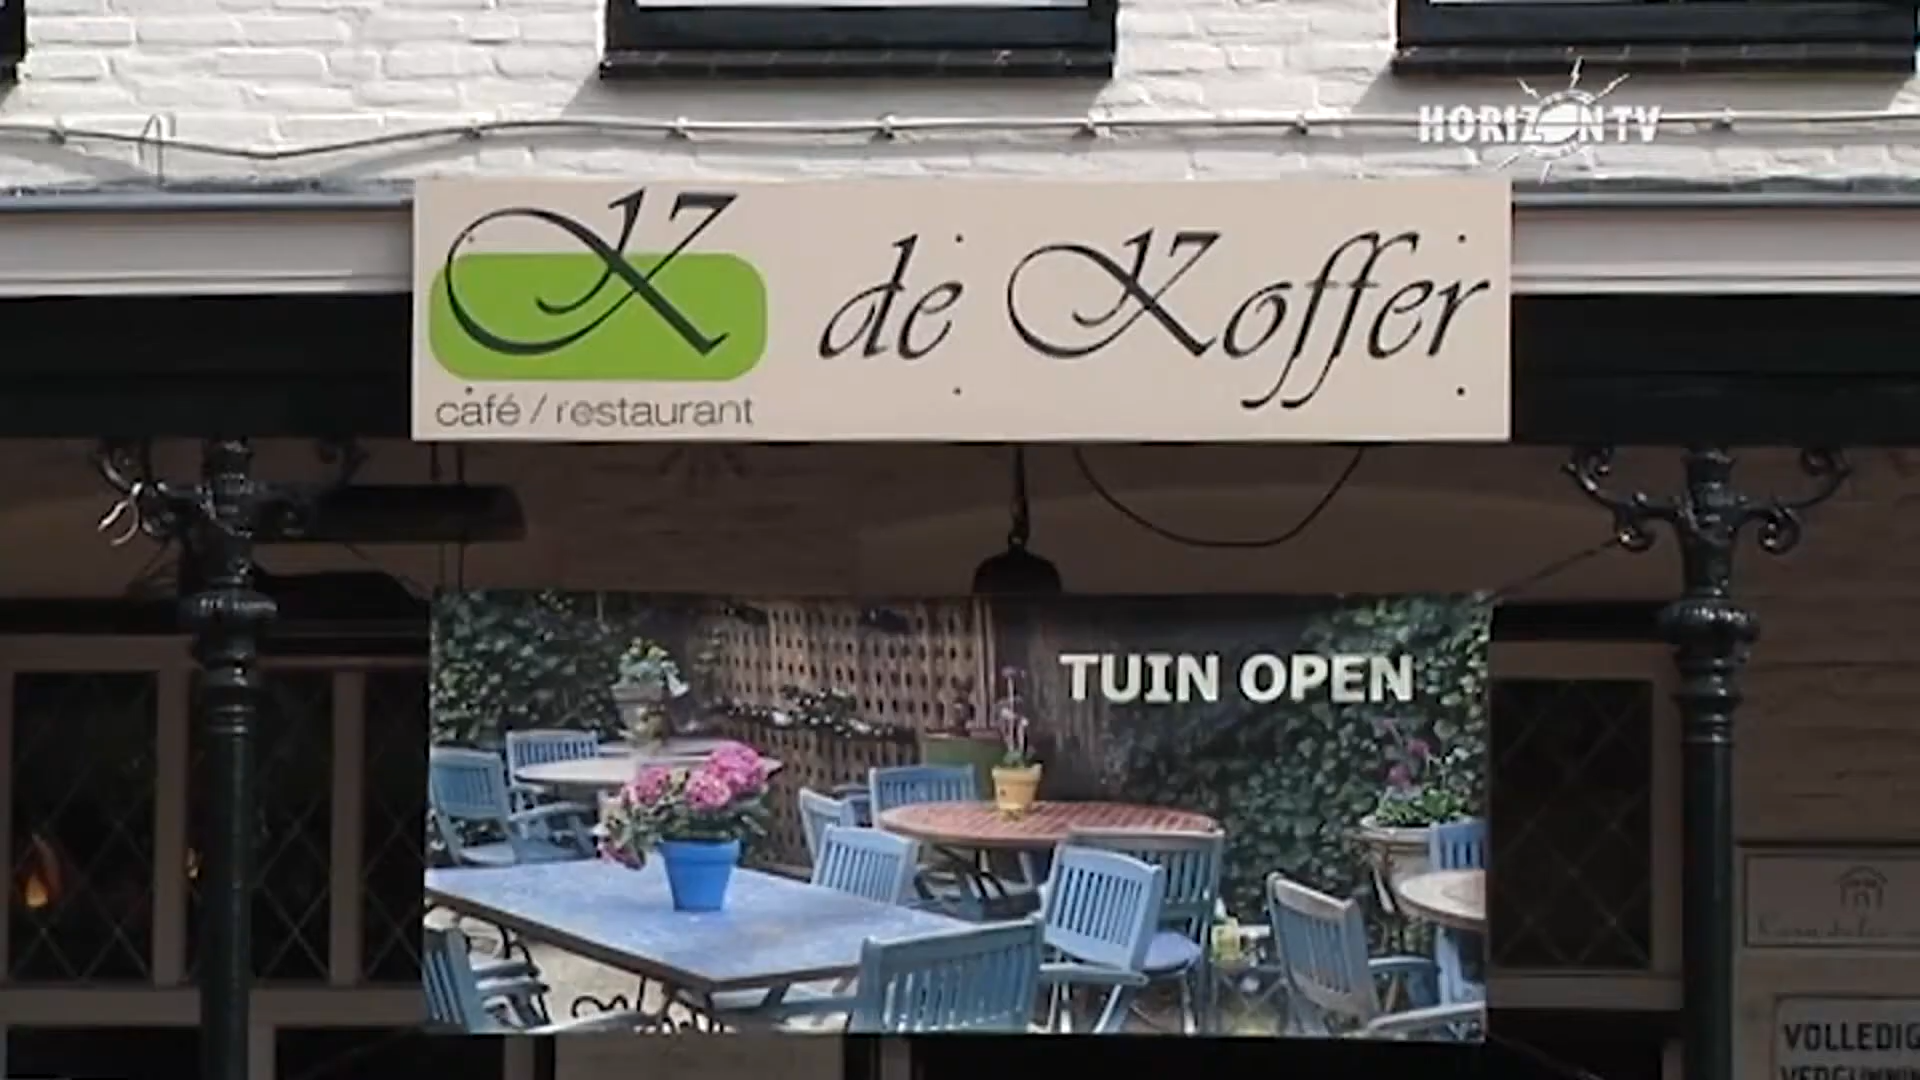 HORIZON TV
K de Koffer
café / restaurant
TUIN OPEN
VOLLEDIG